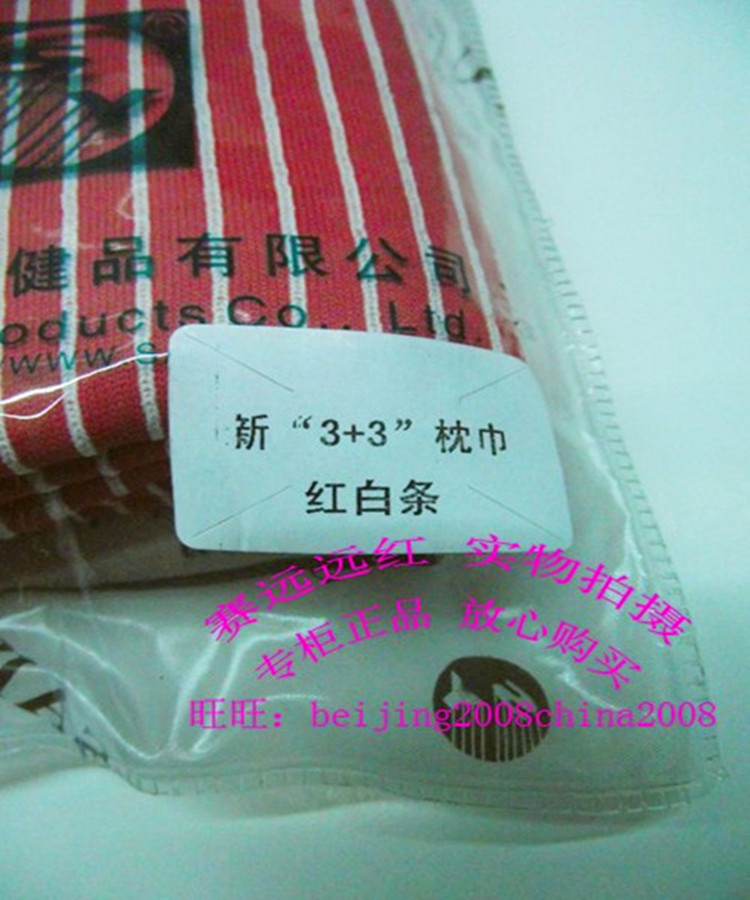 健品有限公司
oducts Co., Ltd.
www.s
新“3+3”枕巾
红白条
赛远远红 实物拍摄
专柜正品 放心购买
旺旺：beijing2008china2008